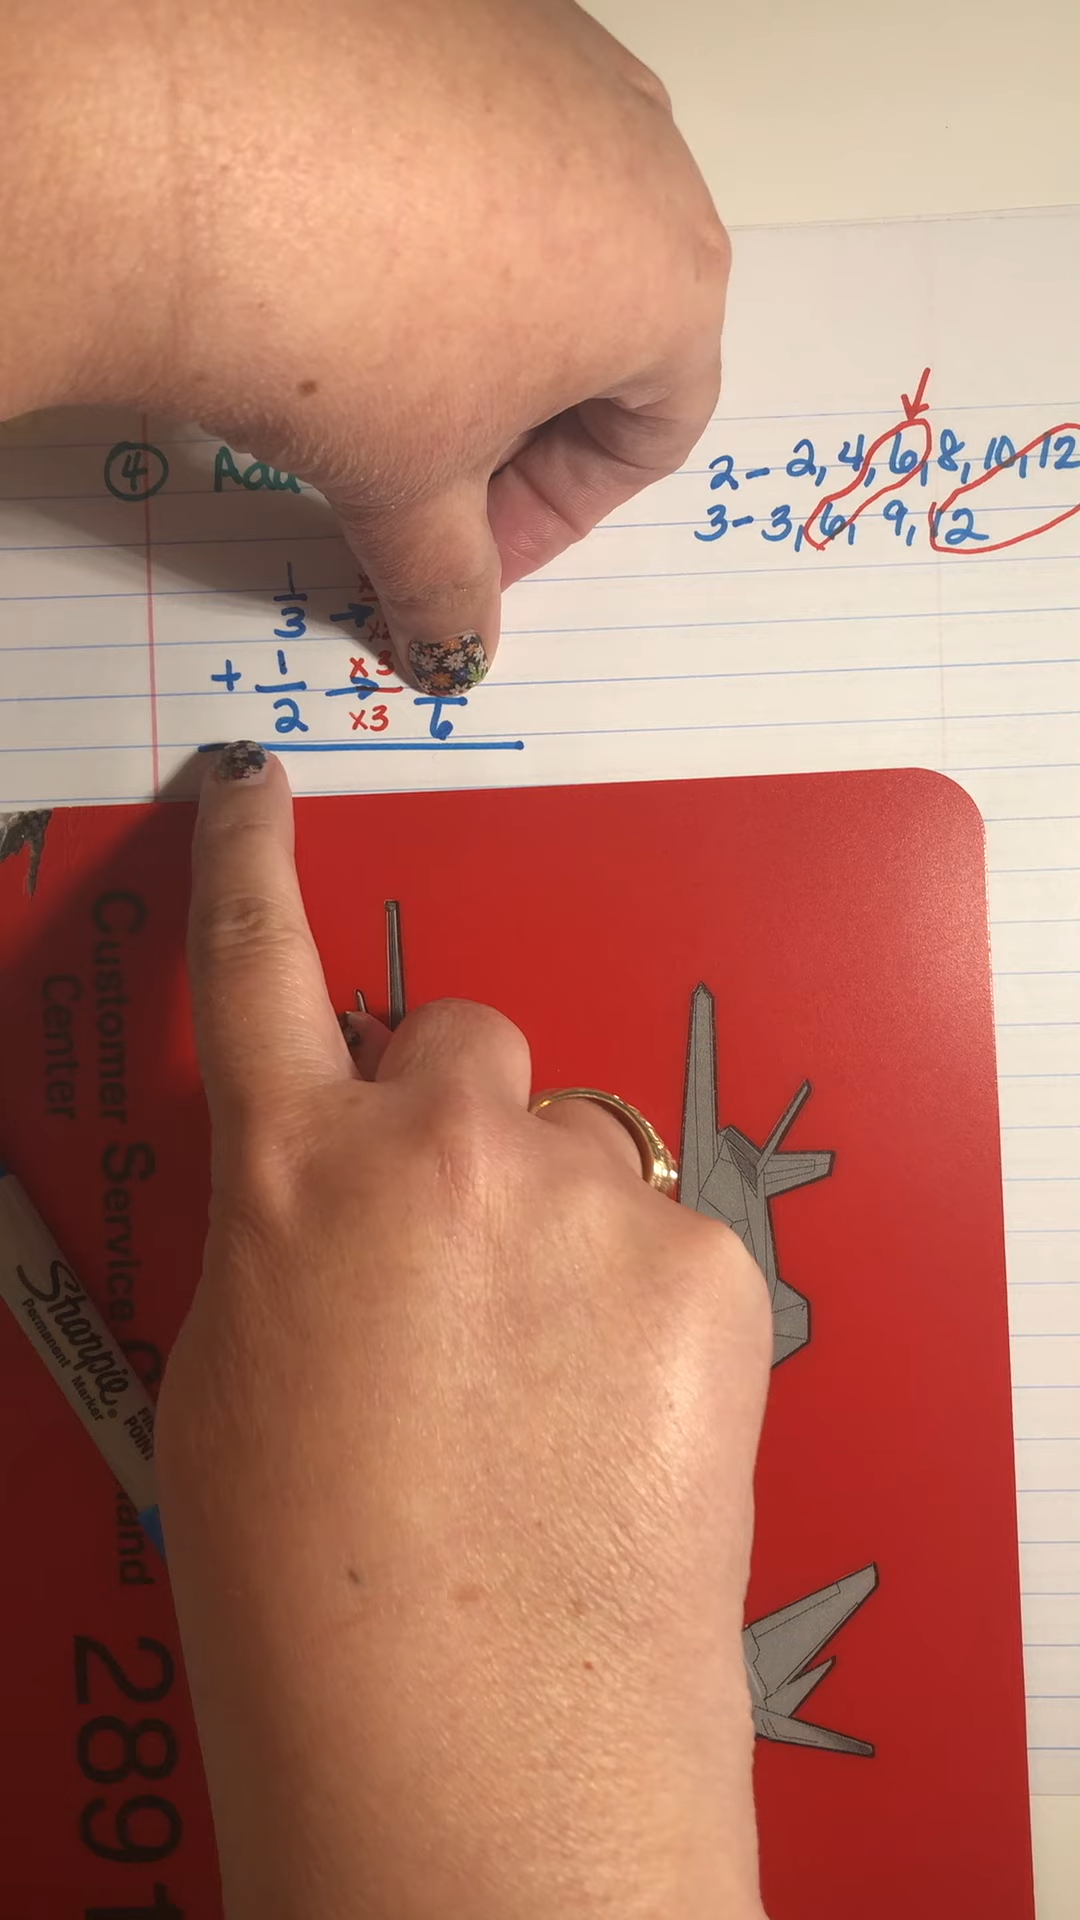 ④ Add
2 - 2, 4, 6, 8, 10, 12
3 - 3, 6, 9, 12
1/3 →
+ 1/2 → x3/x3 /6
Customer Service
Center
and
289
Sharpie®
Permanent Marker
FINE
POINT